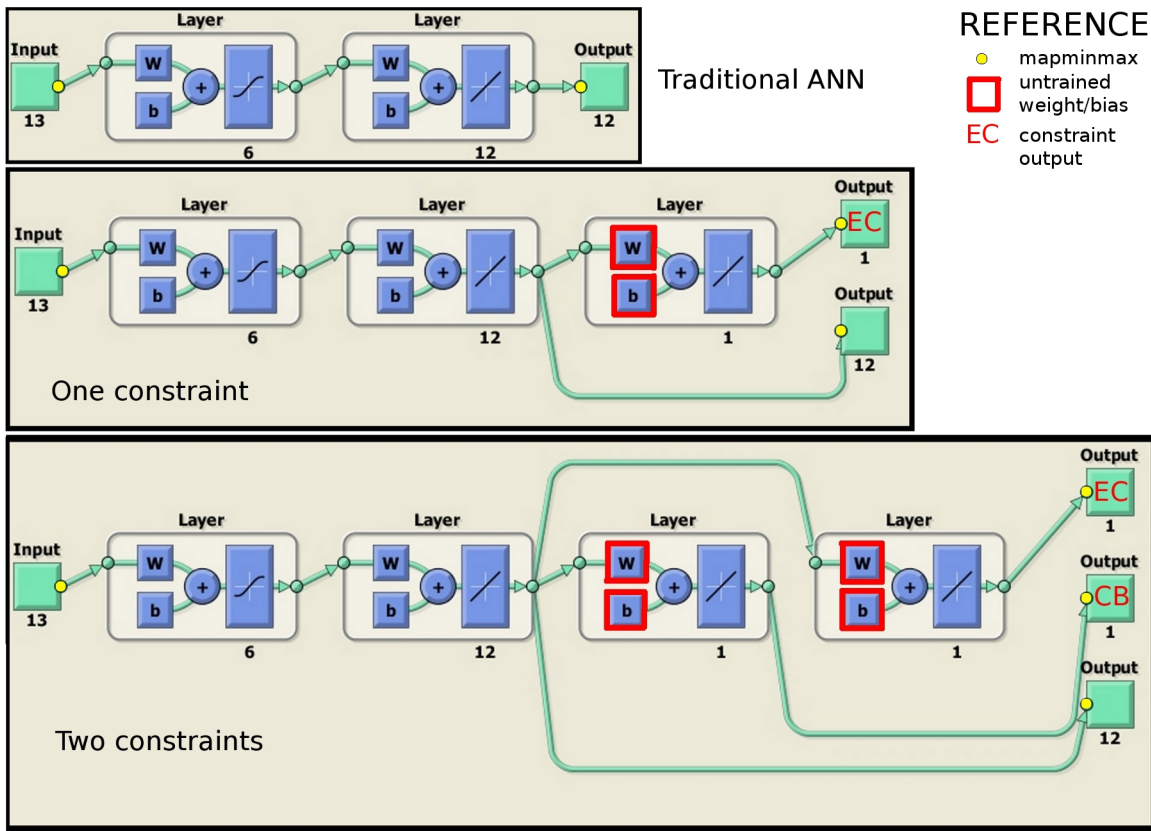 Layer Layer
Input Output
W W
+ +
b b
13 12
6 12
Traditional ANN
REFERENCE
mapminmax
untrained
weight/bias
EC constraint
output
Output
Layer Layer Layer
EC
Input
W W W
1
+ + +
Output
b b b
13
6 12 1
12
One constraint
Output
EC
Layer Layer Layer Layer
1
Input
W W W W
Output
+ + + +
CB
b b b b
13
1
6 12 1 1
Output
12
Two constraints